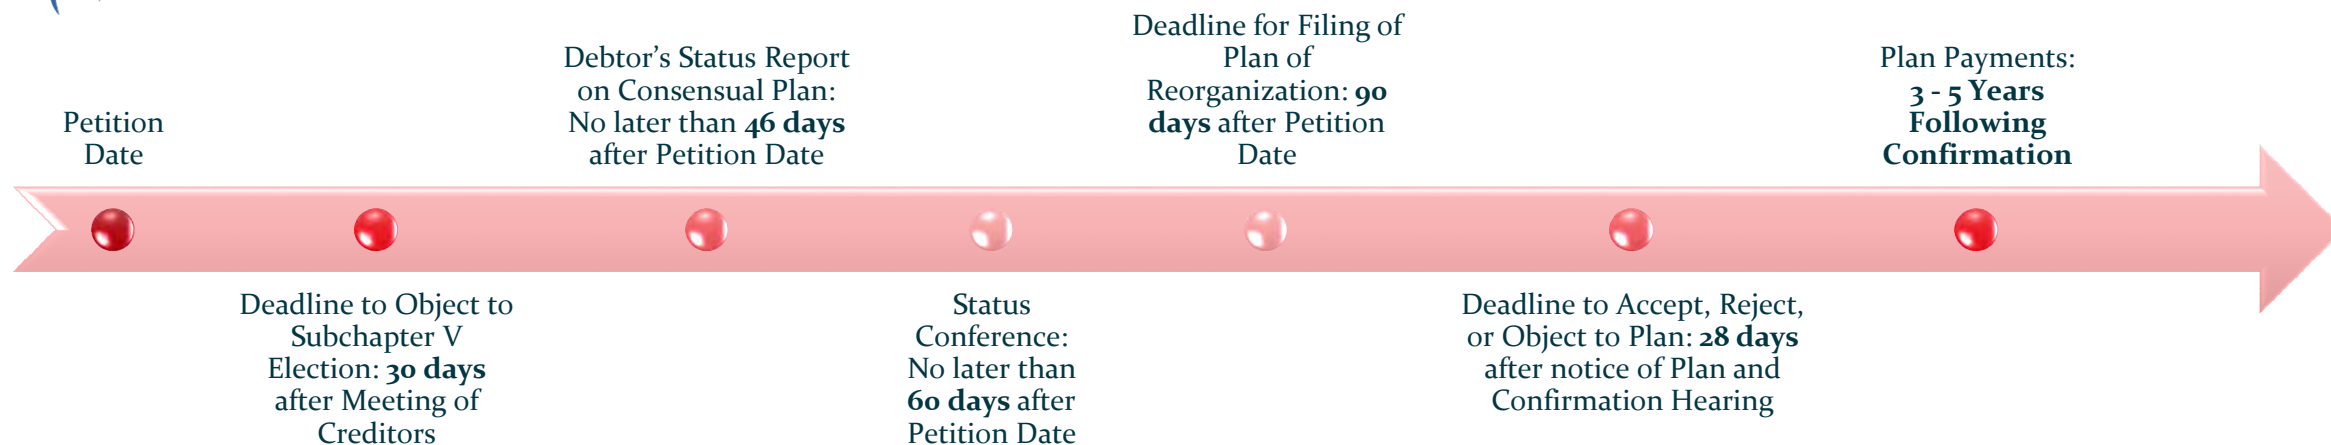 Petition
Date
Deadline to Object to
Subchapter V
Election: 30 days
after Meeting of
Creditors
Debtor’s Status Report
on Consensual Plan:
No later than 46 days
after Petition Date
Status
Conference:
No later than
60 days after
Petition Date
Deadline for Filing of
Plan of
Reorganization: 90
days after Petition
Date
Deadline to Accept, Reject,
or Object to Plan: 28 days
after notice of Plan and
Confirmation Hearing
Plan Payments:
3 - 5 Years
Following
Confirmation